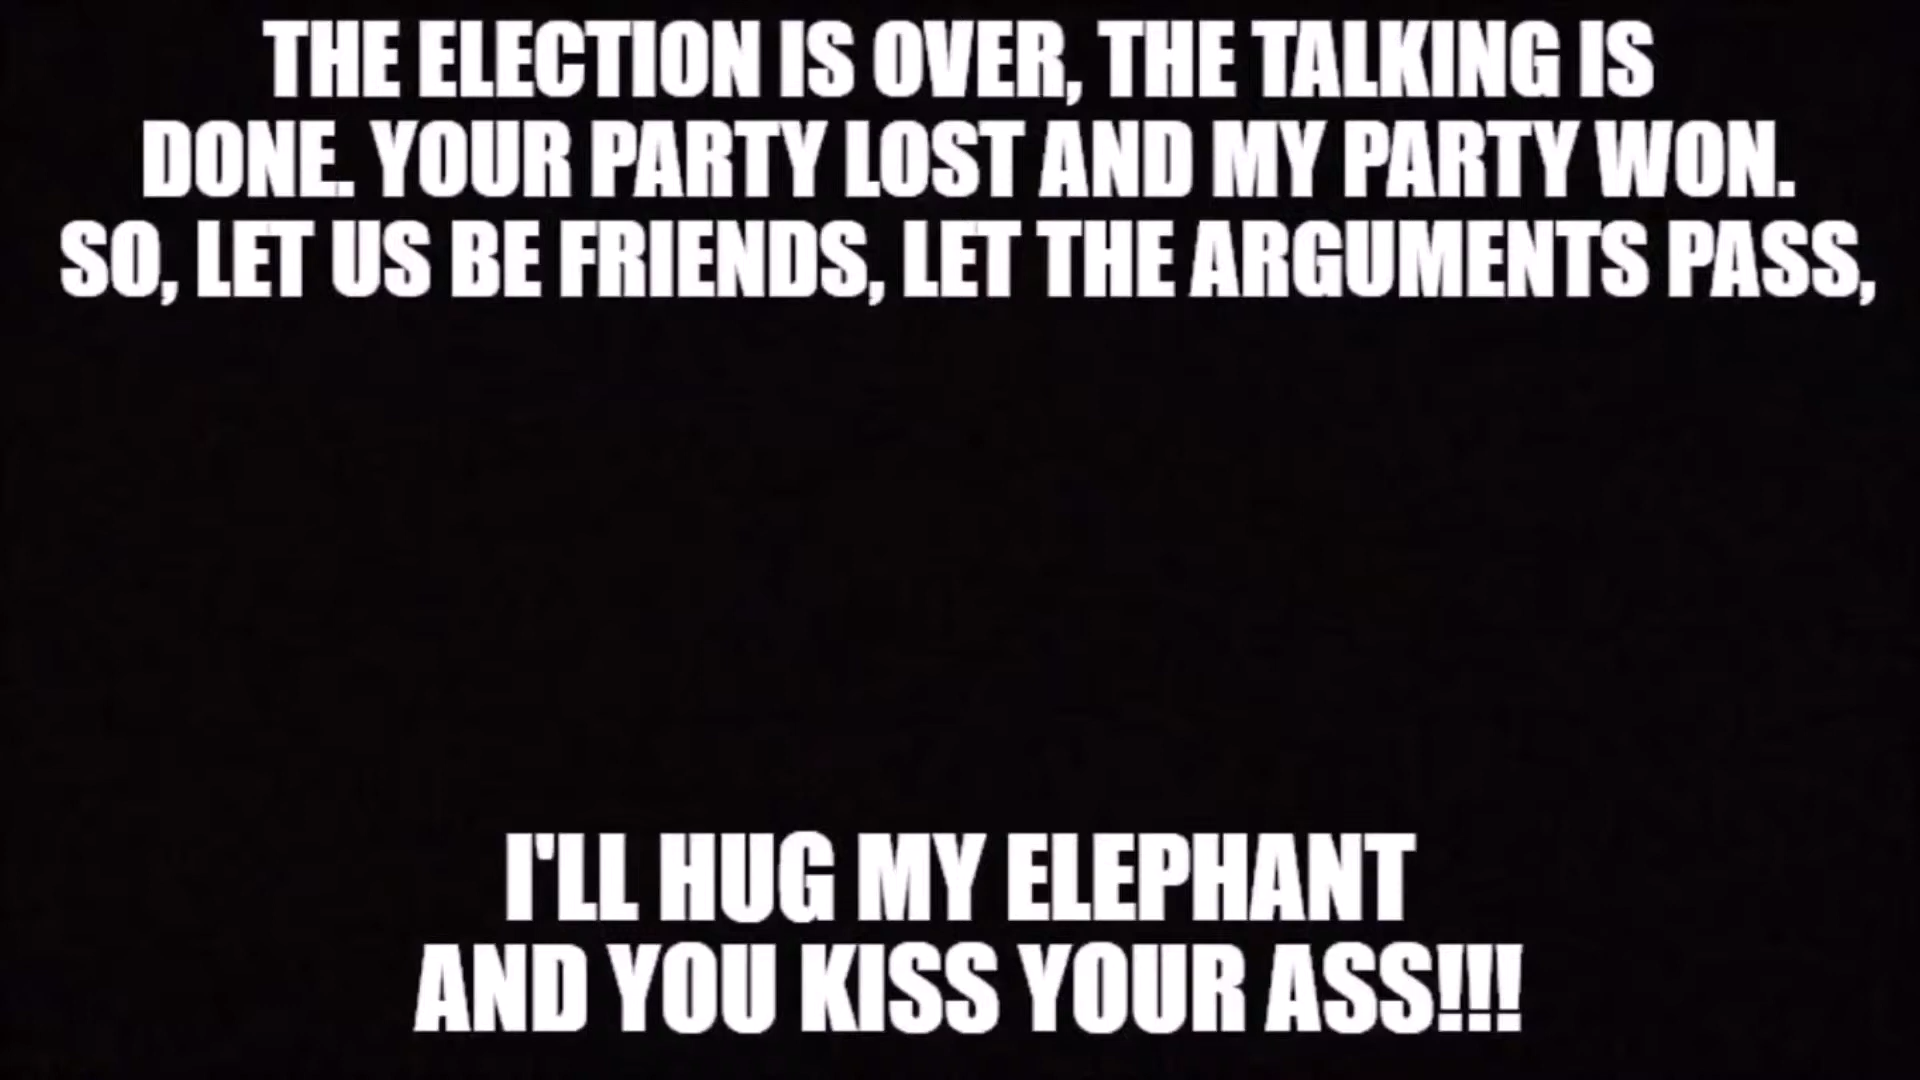 THE ELECTION IS OVER, THE TALKING IS
DONE. YOUR PARTY LOST AND MY PARTY WON.
SO, LET US BE FRIENDS, LET THE ARGUMENTS PASS,
I'LL HUG MY ELEPHANT
AND YOU KISS YOUR ASS!!!